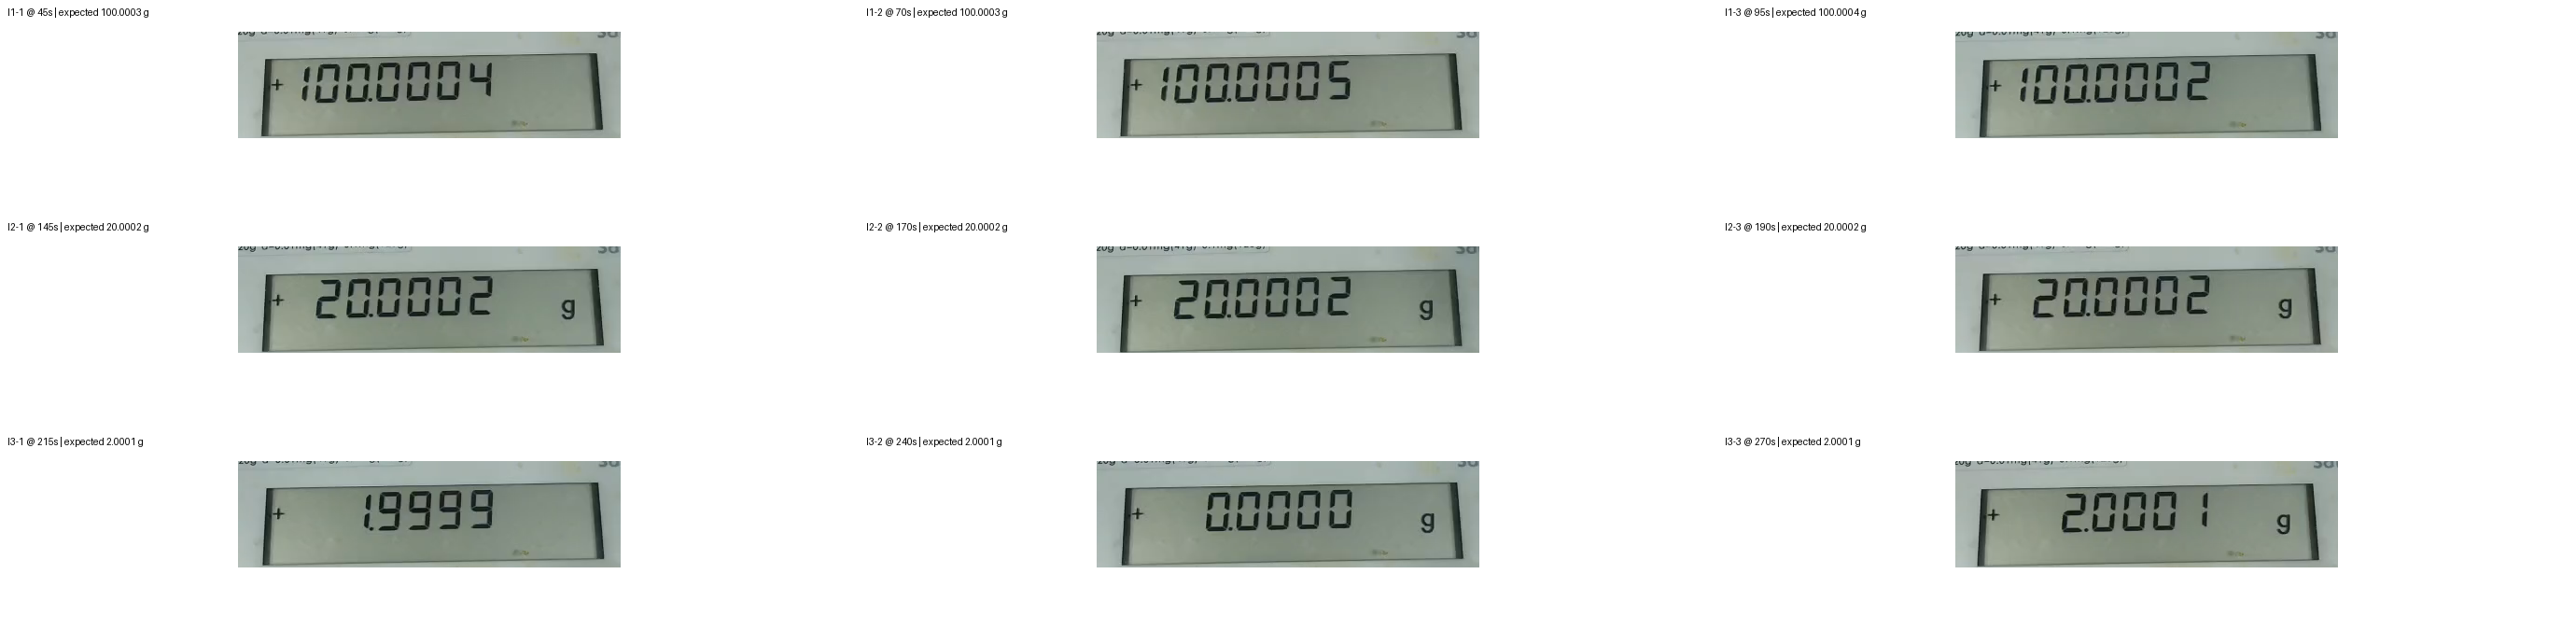 I1-1 @ 45s | expected 100.0003 g
I1-2 @ 70s | expected 100.0003 g
I1-3 @ 95s | expected 100.0004 g
+ 100.0004
+ 100.0005
+ 100.0002
I2-1 @ 145s | expected 20.0002 g
I2-2 @ 170s | expected 20.0002 g
I2-3 @ 190s | expected 20.0002 g
+ 20.0002 g
+ 20.0002 g
+ 20.0002 g
I3-1 @ 215s | expected 2.0001 g
I3-2 @ 240s | expected 2.0001 g
I3-3 @ 270s | expected 2.0001 g
+ 1.9999
+ 0.0000 g
+ 2.0001 g